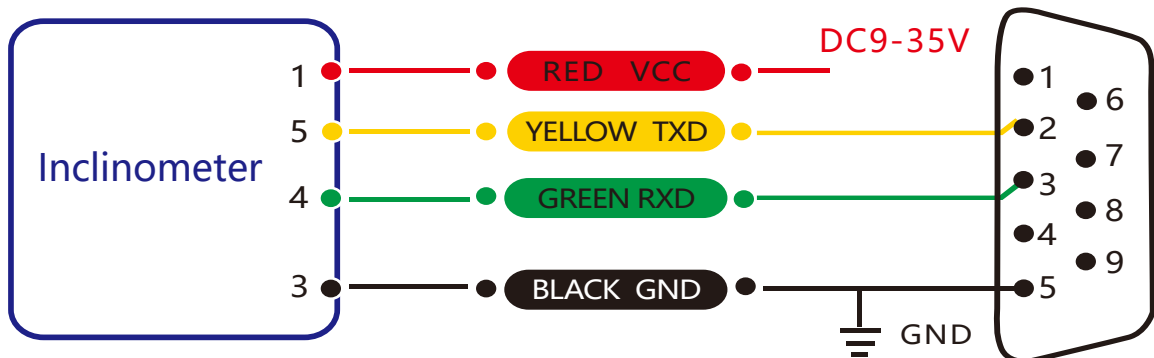 DC9-35V
1 RED VCC 1
6
5 YELLOW TXD 2
Inclinometer 7
4 GREEN RXD 3
8
4
9
3 BLACK GND 5
GND